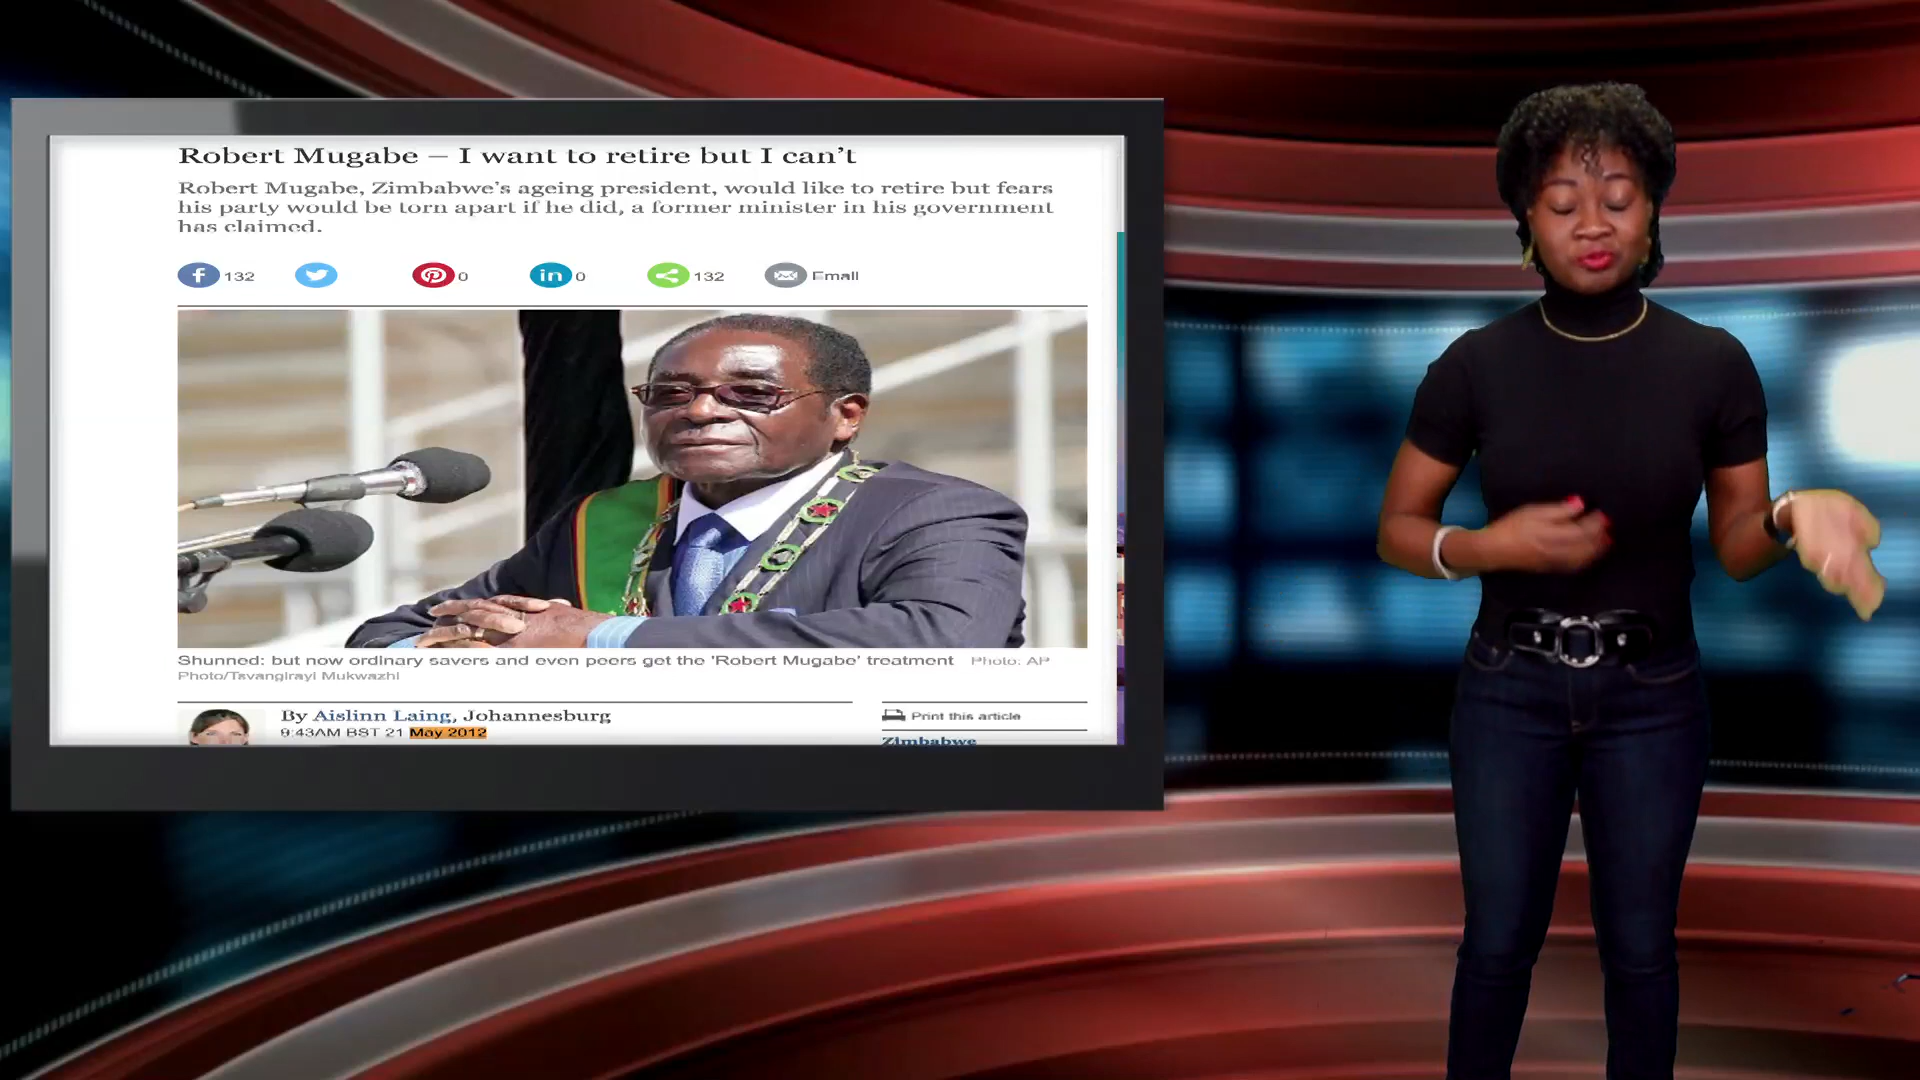 Robert Mugabe – I want to retire but I can't
Robert Mugabe, Zimbabwe's ageing president, would like to retire but fears
his party would be torn apart if he did, a former minister in his government
has claimed.
132 0 0 132 Email
Shunned: but now ordinary savers and even peers get the 'Robert Mugabe' treatment Photo: AP
Photo/Tsvangirayi Mukwazhi
By Aislinn Laing, Johannesburg
9:43AM BST 21 May 2012
Print this article
Zimbabwe